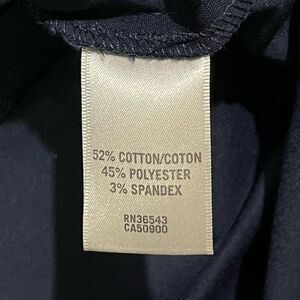 52% COTTON/COTON
45% POLYESTER
3% SPANDEX
RN36543
CA50900